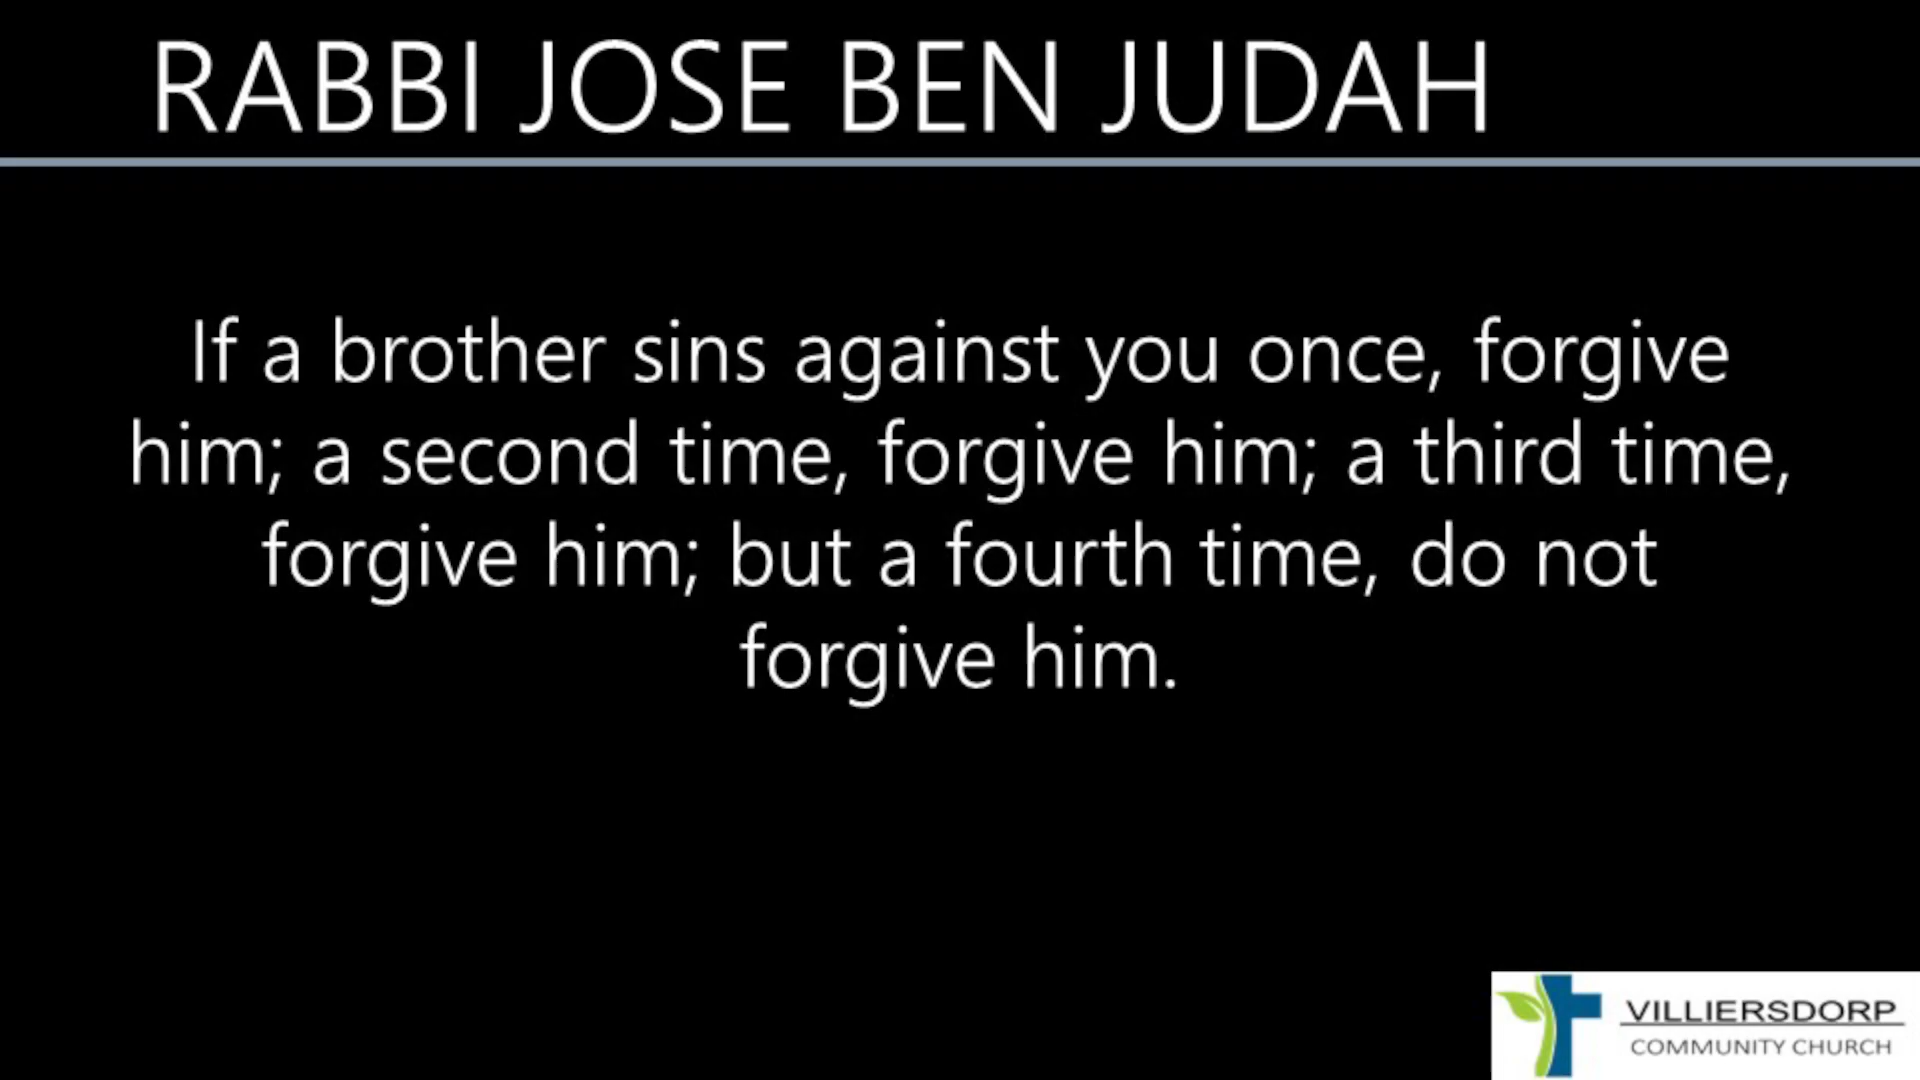 RABBI JOSE BEN JUDAH
If a brother sins against you once, forgive
him; a second time, forgive him; a third time,
forgive him; but a fourth time, do not
forgive him.
VILLIERSDORP
COMMUNITY CHURCH